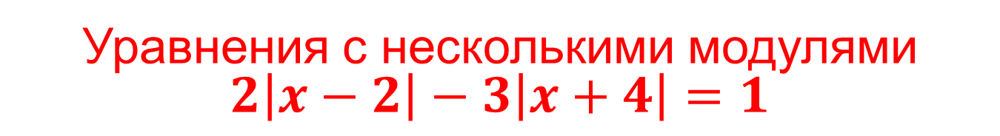 Уравнения с несколькими модулями
2|x − 2| − 3|x + 4| = 1